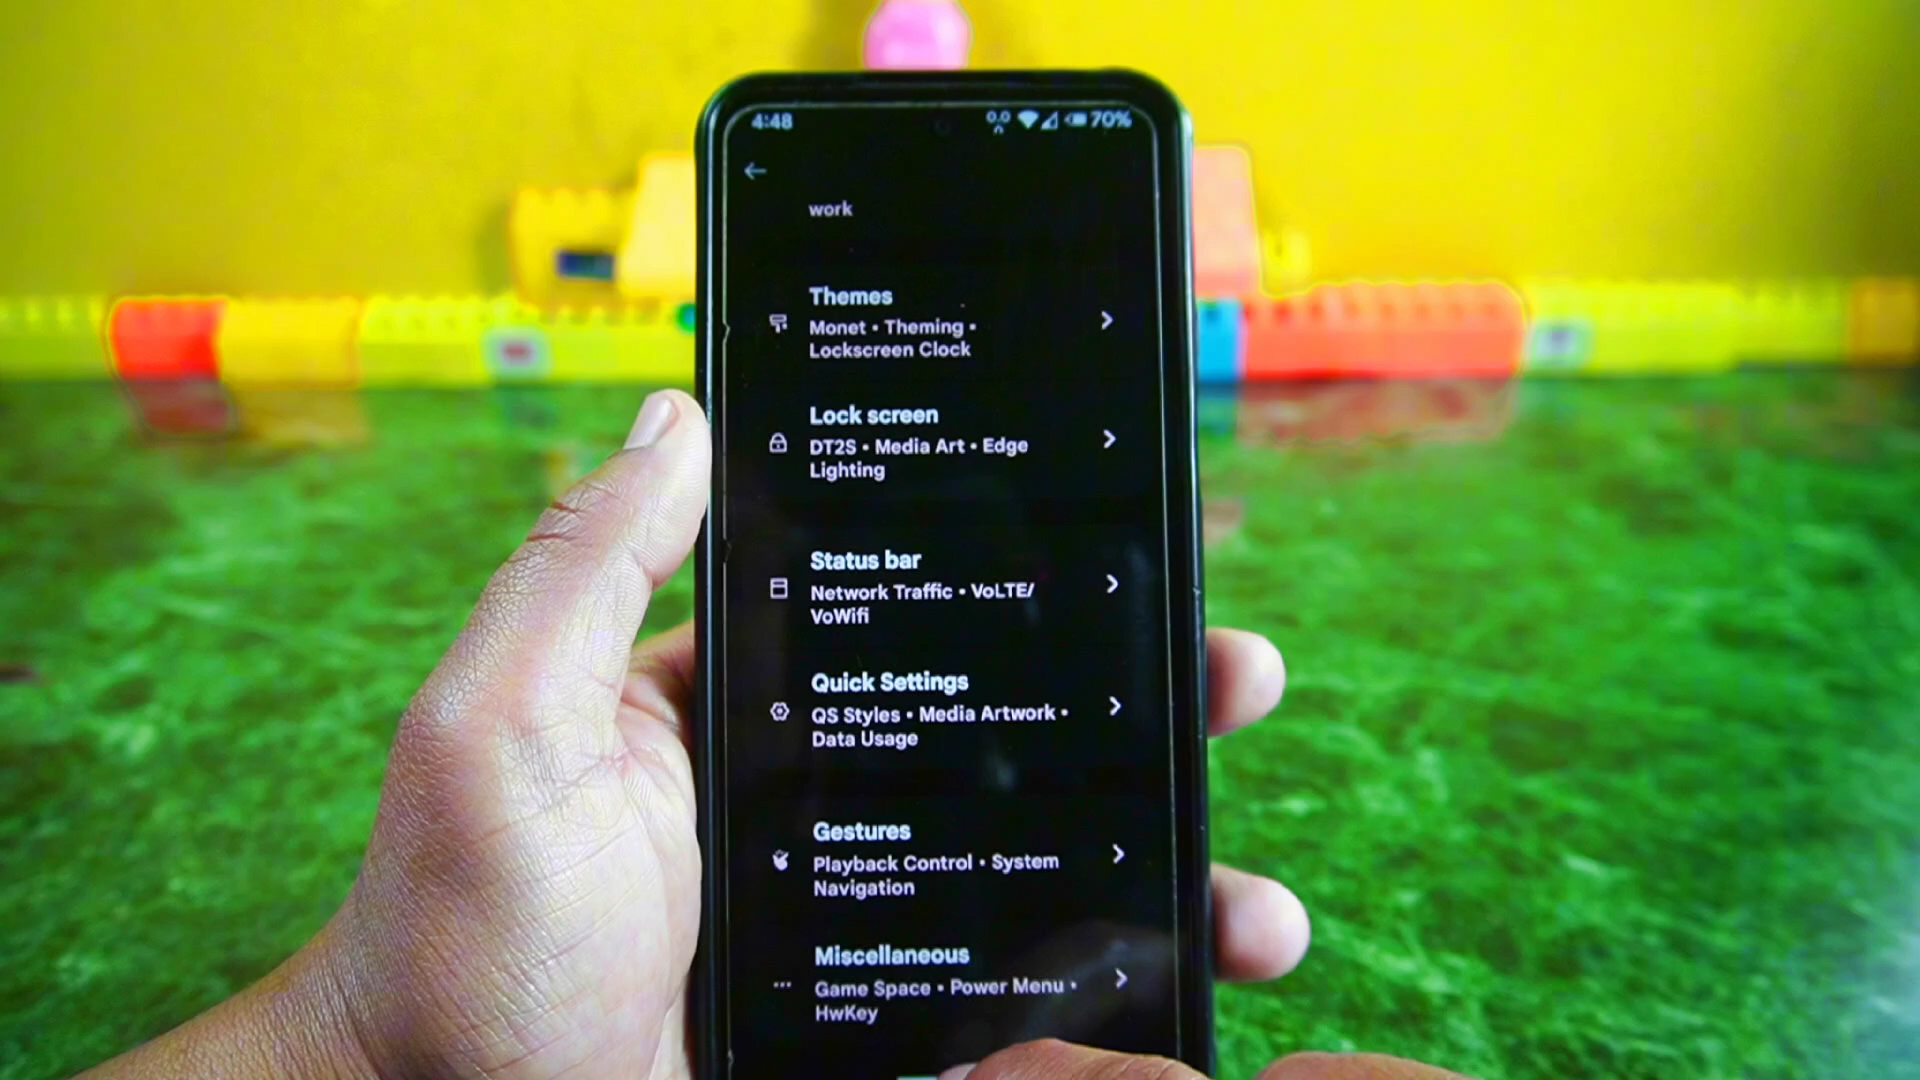 4:48 0.0 70%
work
Themes
Monet • Theming •
Lockscreen Clock
Lock screen
DT2S • Media Art • Edge
Lighting
Status bar
Network Traffic • VoLTE/
VoWifi
Quick Settings
QS Styles • Media Artwork •
Data Usage
Gestures
Playback Control • System
Navigation
Miscellaneous
Game Space • Power Menu •
HwKey